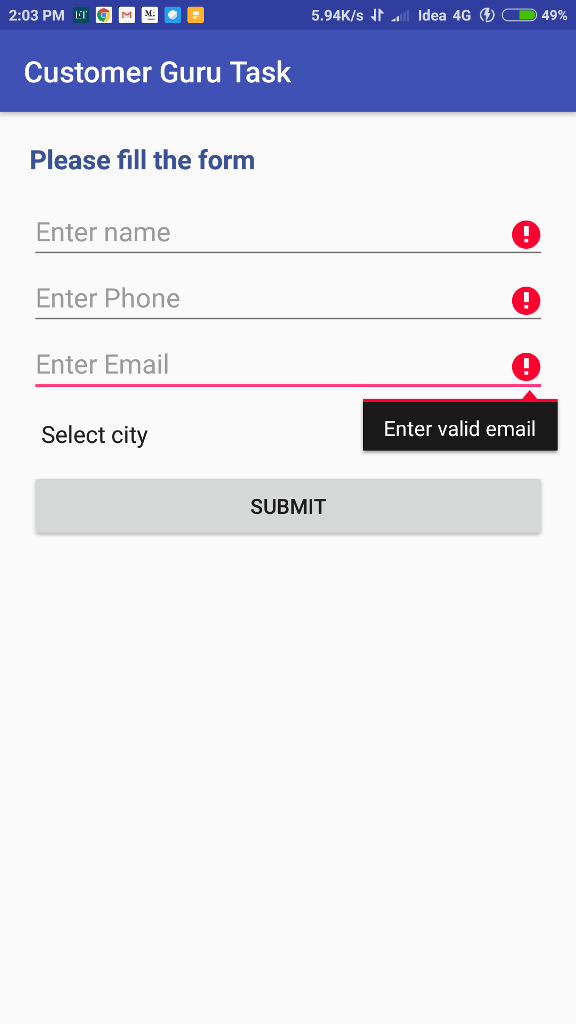 2:03 PM ET M 5.94K/s Idea 4G 49%
Customer Guru Task
Please fill the form
Enter name
Enter Phone
Enter Email
Enter valid email
Select city
SUBMIT